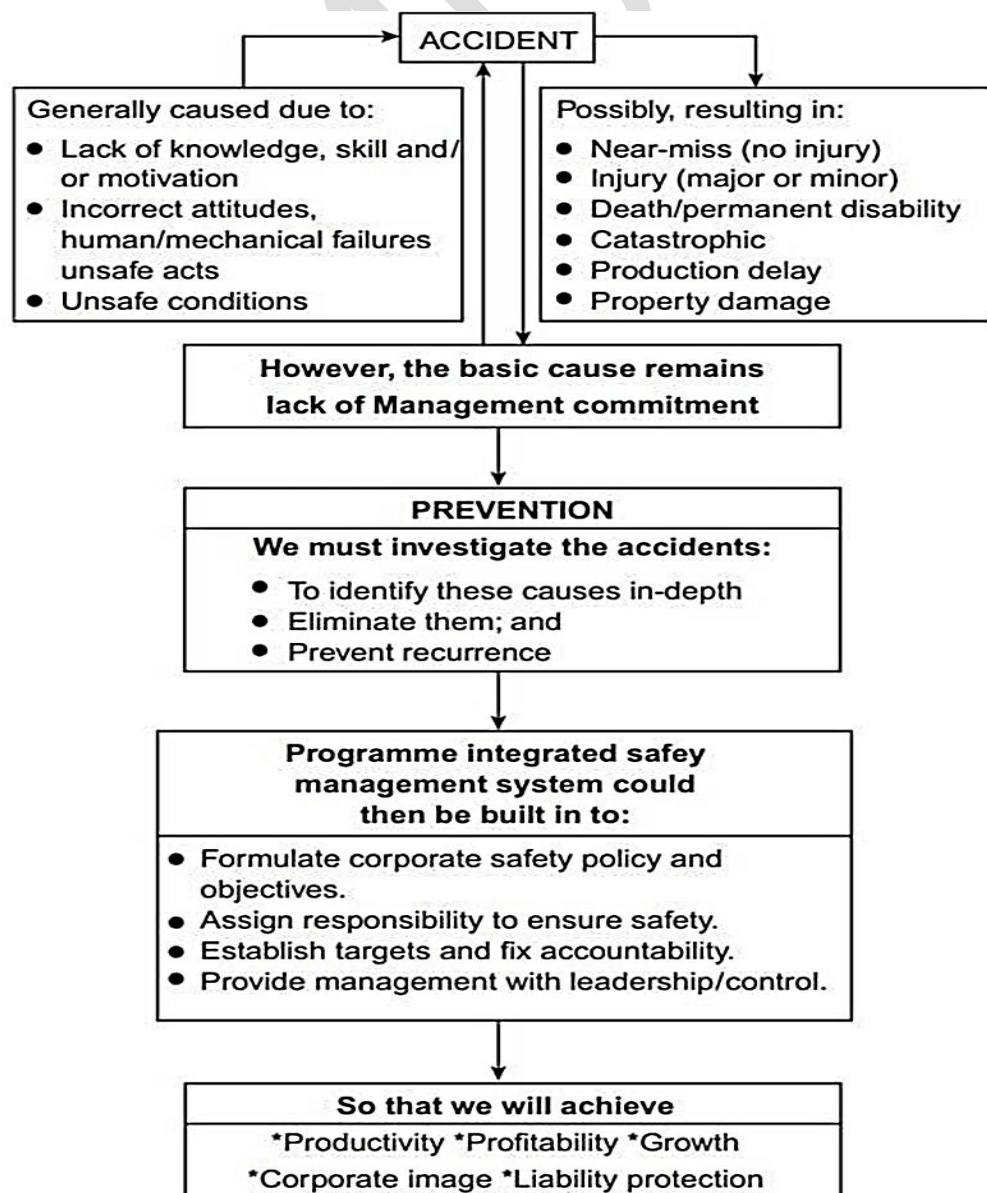 ACCIDENT
Generally caused due to:
● Lack of knowledge, skill and/
or motivation
● Incorrect attitudes,
human/mechanical failures
unsafe acts
● Unsafe conditions
Possibly, resulting in:
● Near-miss (no injury)
● Injury (major or minor)
● Death/permanent disability
● Catastrophic
● Production delay
● Property damage
However, the basic cause remains
lack of Management commitment
PREVENTION
We must investigate the accidents:
● To identify these causes in-depth
● Eliminate them; and
● Prevent recurrence
Programme integrated safey
management system could
then be built in to:
● Formulate corporate safety policy and
objectives.
● Assign responsibility to ensure safety.
● Establish targets and fix accountability.
● Provide management with leadership/control.
So that we will achieve
*Productivity *Profitability *Growth
*Corporate image *Liability protection